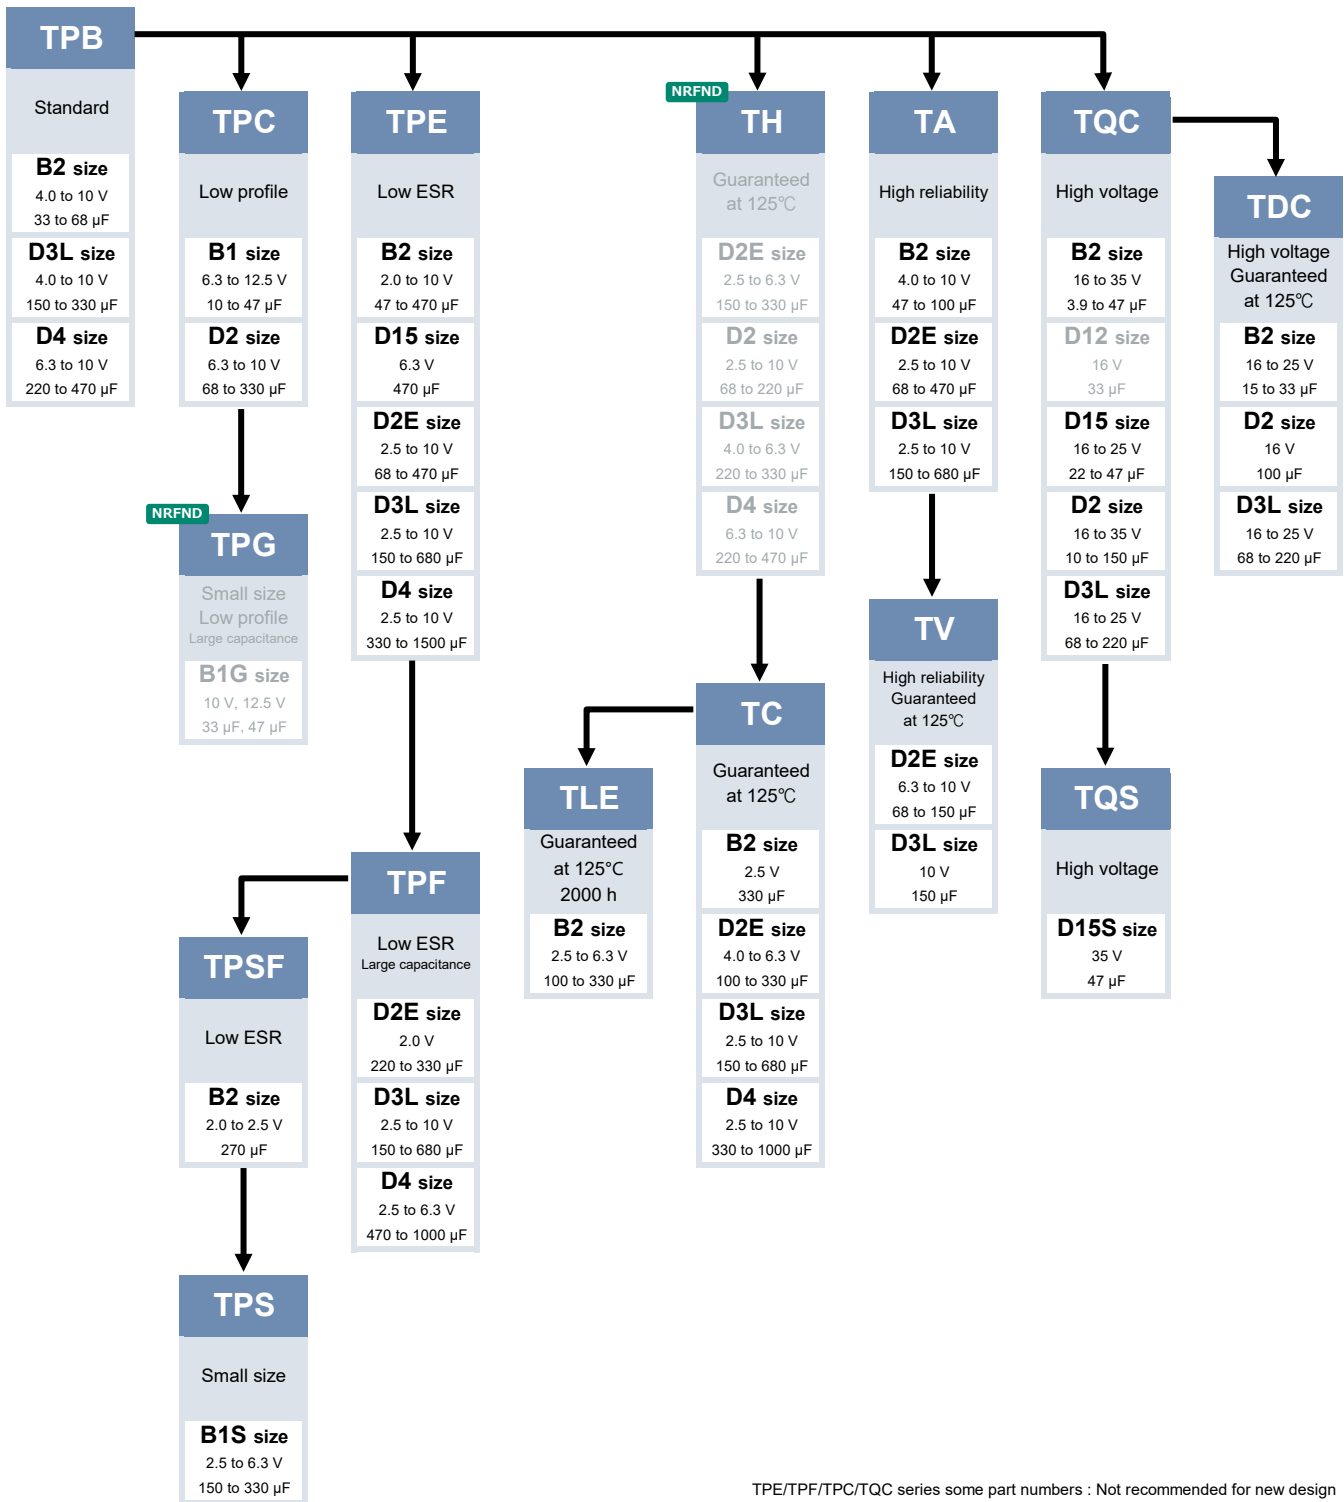 TPB
Standard
B2 size
4.0 to 10 V
33 to 68 µF
D3L size
4.0 to 10 V
150 to 330 µF
D4 size
6.3 to 10 V
220 to 470 µF
TPC
Low profile
B1 size
6.3 to 12.5 V
10 to 47 µF
D2 size
6.3 to 10 V
68 to 330 µF
NRFND
TPG
Small size
Low profile
Large capacitance
B1G size
10 V, 12.5 V
33 µF, 47 µF
TPE
Low ESR
B2 size
2.0 to 10 V
47 to 470 µF
D15 size
6.3 V
470 µF
D2E size
2.5 to 10 V
68 to 470 µF
D3L size
2.5 to 10 V
150 to 680 µF
D4 size
2.5 to 10 V
330 to 1500 µF
TPF
Low ESR
Large capacitance
D2E size
2.0 V
220 to 330 µF
D3L size
2.5 to 10 V
150 to 680 µF
D4 size
2.5 to 6.3 V
470 to 1000 µF
TPSF
Low ESR
B2 size
2.0 to 2.5 V
270 µF
TPS
Small size
B1S size
2.5 to 6.3 V
150 to 330 µF
NRFND
TH
Guaranteed
at 125℃
D2E size
2.5 to 6.3 V
150 to 330 µF
D2 size
2.5 to 10 V
68 to 220 µF
D3L size
4.0 to 6.3 V
220 to 330 µF
D4 size
6.3 to 10 V
220 to 470 µF
TC
Guaranteed
at 125℃
B2 size
2.5 V
330 µF
D2E size
4.0 to 6.3 V
100 to 330 µF
D3L size
2.5 to 10 V
150 to 680 µF
D4 size
2.5 to 10 V
330 to 1000 µF
TLE
Guaranteed
at 125°C
2000 h
B2 size
2.5 to 6.3 V
100 to 330 µF
TA
High reliability
B2 size
4.0 to 10 V
47 to 100 µF
D2E size
2.5 to 10 V
68 to 470 µF
D3L size
2.5 to 10 V
150 to 680 µF
TV
High reliability
Guaranteed
at 125℃
D2E size
6.3 to 10 V
68 to 150 µF
D3L size
10 V
150 µF
TQC
High voltage
B2 size
16 to 35 V
3.9 to 47 µF
D12 size
16 V
33 µF
D15 size
16 to 25 V
22 to 47 µF
D2 size
16 to 35 V
10 to 150 µF
D3L size
16 to 25 V
68 to 220 µF
TQS
High voltage
D15S size
35 V
47 µF
TDC
High voltage
Guaranteed
at 125℃
B2 size
16 to 25 V
15 to 33 µF
D2 size
16 V
100 µF
D3L size
16 to 25 V
68 to 220 µF
TPE/TPF/TPC/TQC series some part numbers : Not recommended for new design